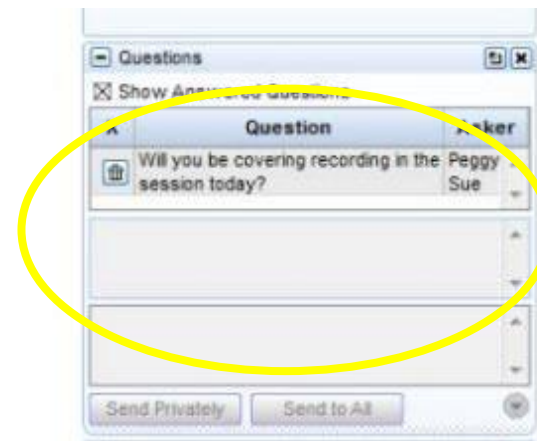 Questions
Show Answered Questions
X Question Asker
Will you be covering recording in the Peggy
session today? Sue
Send Privately Send to All